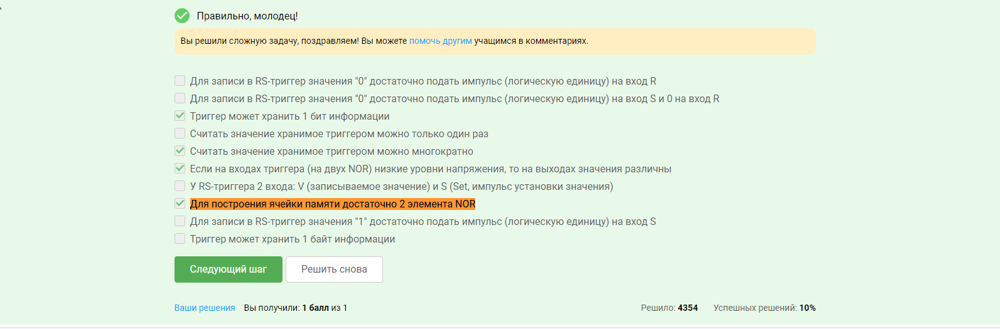 Правильно, молодец!
Вы решили сложную задачу, поздравляем! Вы можете помочь другим учащимся в комментариях.
Для записи в RS-триггер значения "0" достаточно подать импульс (логическую единицу) на вход R
Для записи в RS-триггер значения "0" достаточно подать импульс (логическую единицу) на вход S и 0 на вход R
Триггер может хранить 1 бит информации
Считать значение хранимое триггером можно только один раз
Считать значение хранимое триггером можно многократно
Если на входах триггера (на двух NOR) низкие уровни напряжения, то на выходах значения различны
У RS-триггера 2 входа: V (записываемое значение) и S (Set, импульс установки значения)
Для построения ячейки памяти достаточно 2 элемента NOR
Для записи в RS-триггер значения "1" достаточно подать импульс (логическую единицу) на вход S
Триггер может хранить 1 байт информации
Следующий шаг Решить снова
Ваши решения Вы получили: 1 балл из 1 Решило: 4354 Успешных решений: 10%